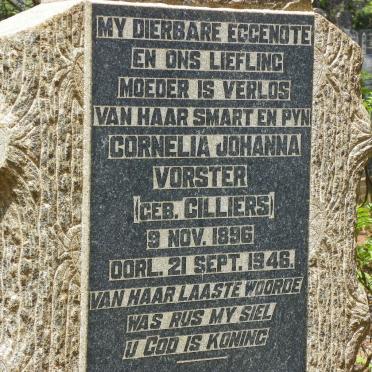 MY DIERBARE EGGENOTE
EN ONS LIEFLING
MOEDER IS VERLOS
VAN HAAR SMART EN PYN
CORNELIA JOHANNA
VORSTER
(GEB. CILLIERS)
9 NOV. 1896
OORL. 21 SEPT. 1946.
VAN HAAR LAASTE WOORDE
WAS RUS MY SIEL
U GOD IS KONING